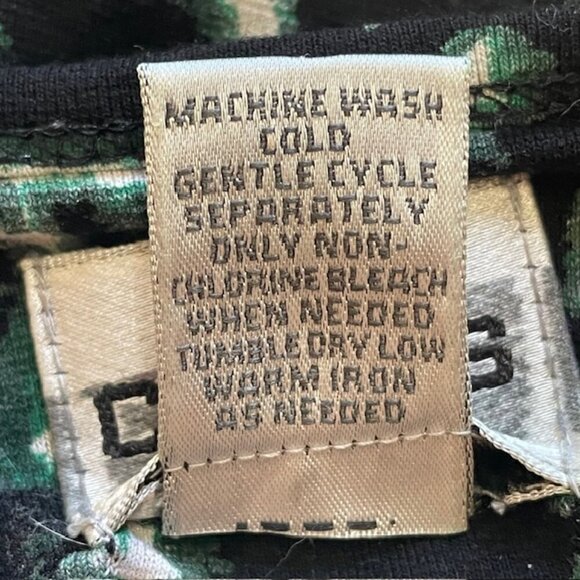 MACHINE WASH
COLD
GENTLE CYCLE
SEPARATELY
ONLY NON-
CHLORINE BLEACH
WHEN NEEDED
TUMBLE DRY LOW
WARM IRON
AS NEEDED